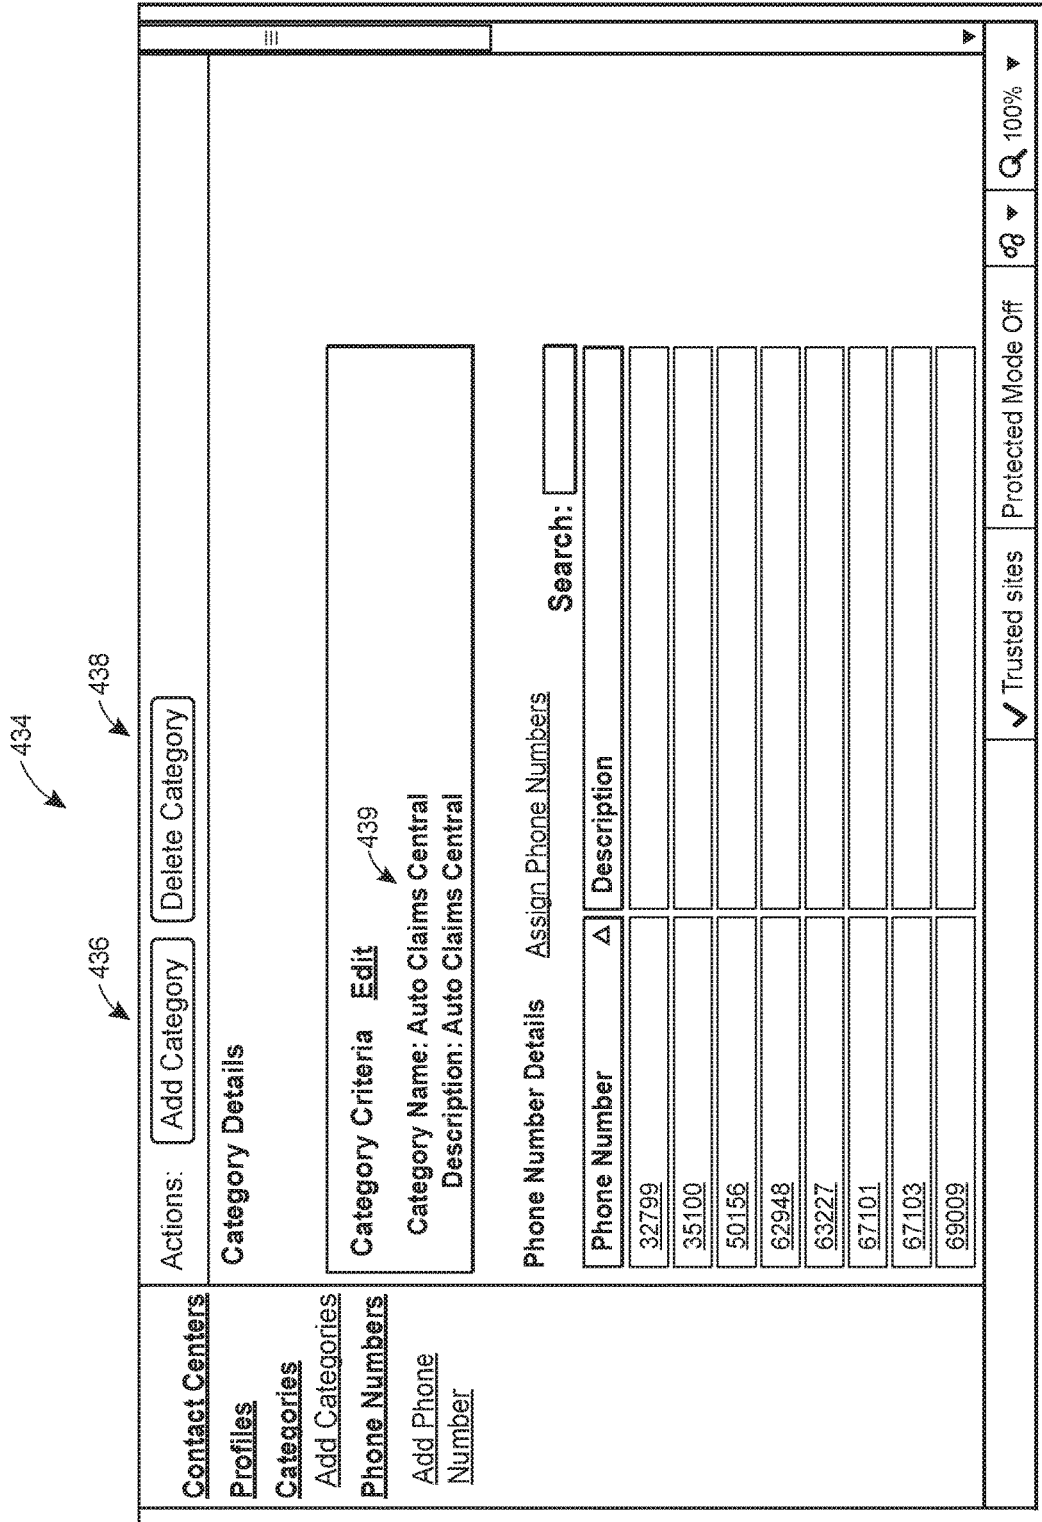 434
436
438
Contact Centers
Profiles
Categories
Add Categories
Phone Numbers
Add Phone
Number
Actions: Add Category Delete Category
Category Details
Category Criteria Edit
439
Category Name: Auto Claims Central
Description: Auto Claims Central
Phone Number Details Assign Phone Numbers
Search:
Phone Number Description
32799
35100
50156
62948
63227
67101
67103
69009
Trusted sites Protected Mode Off 100%